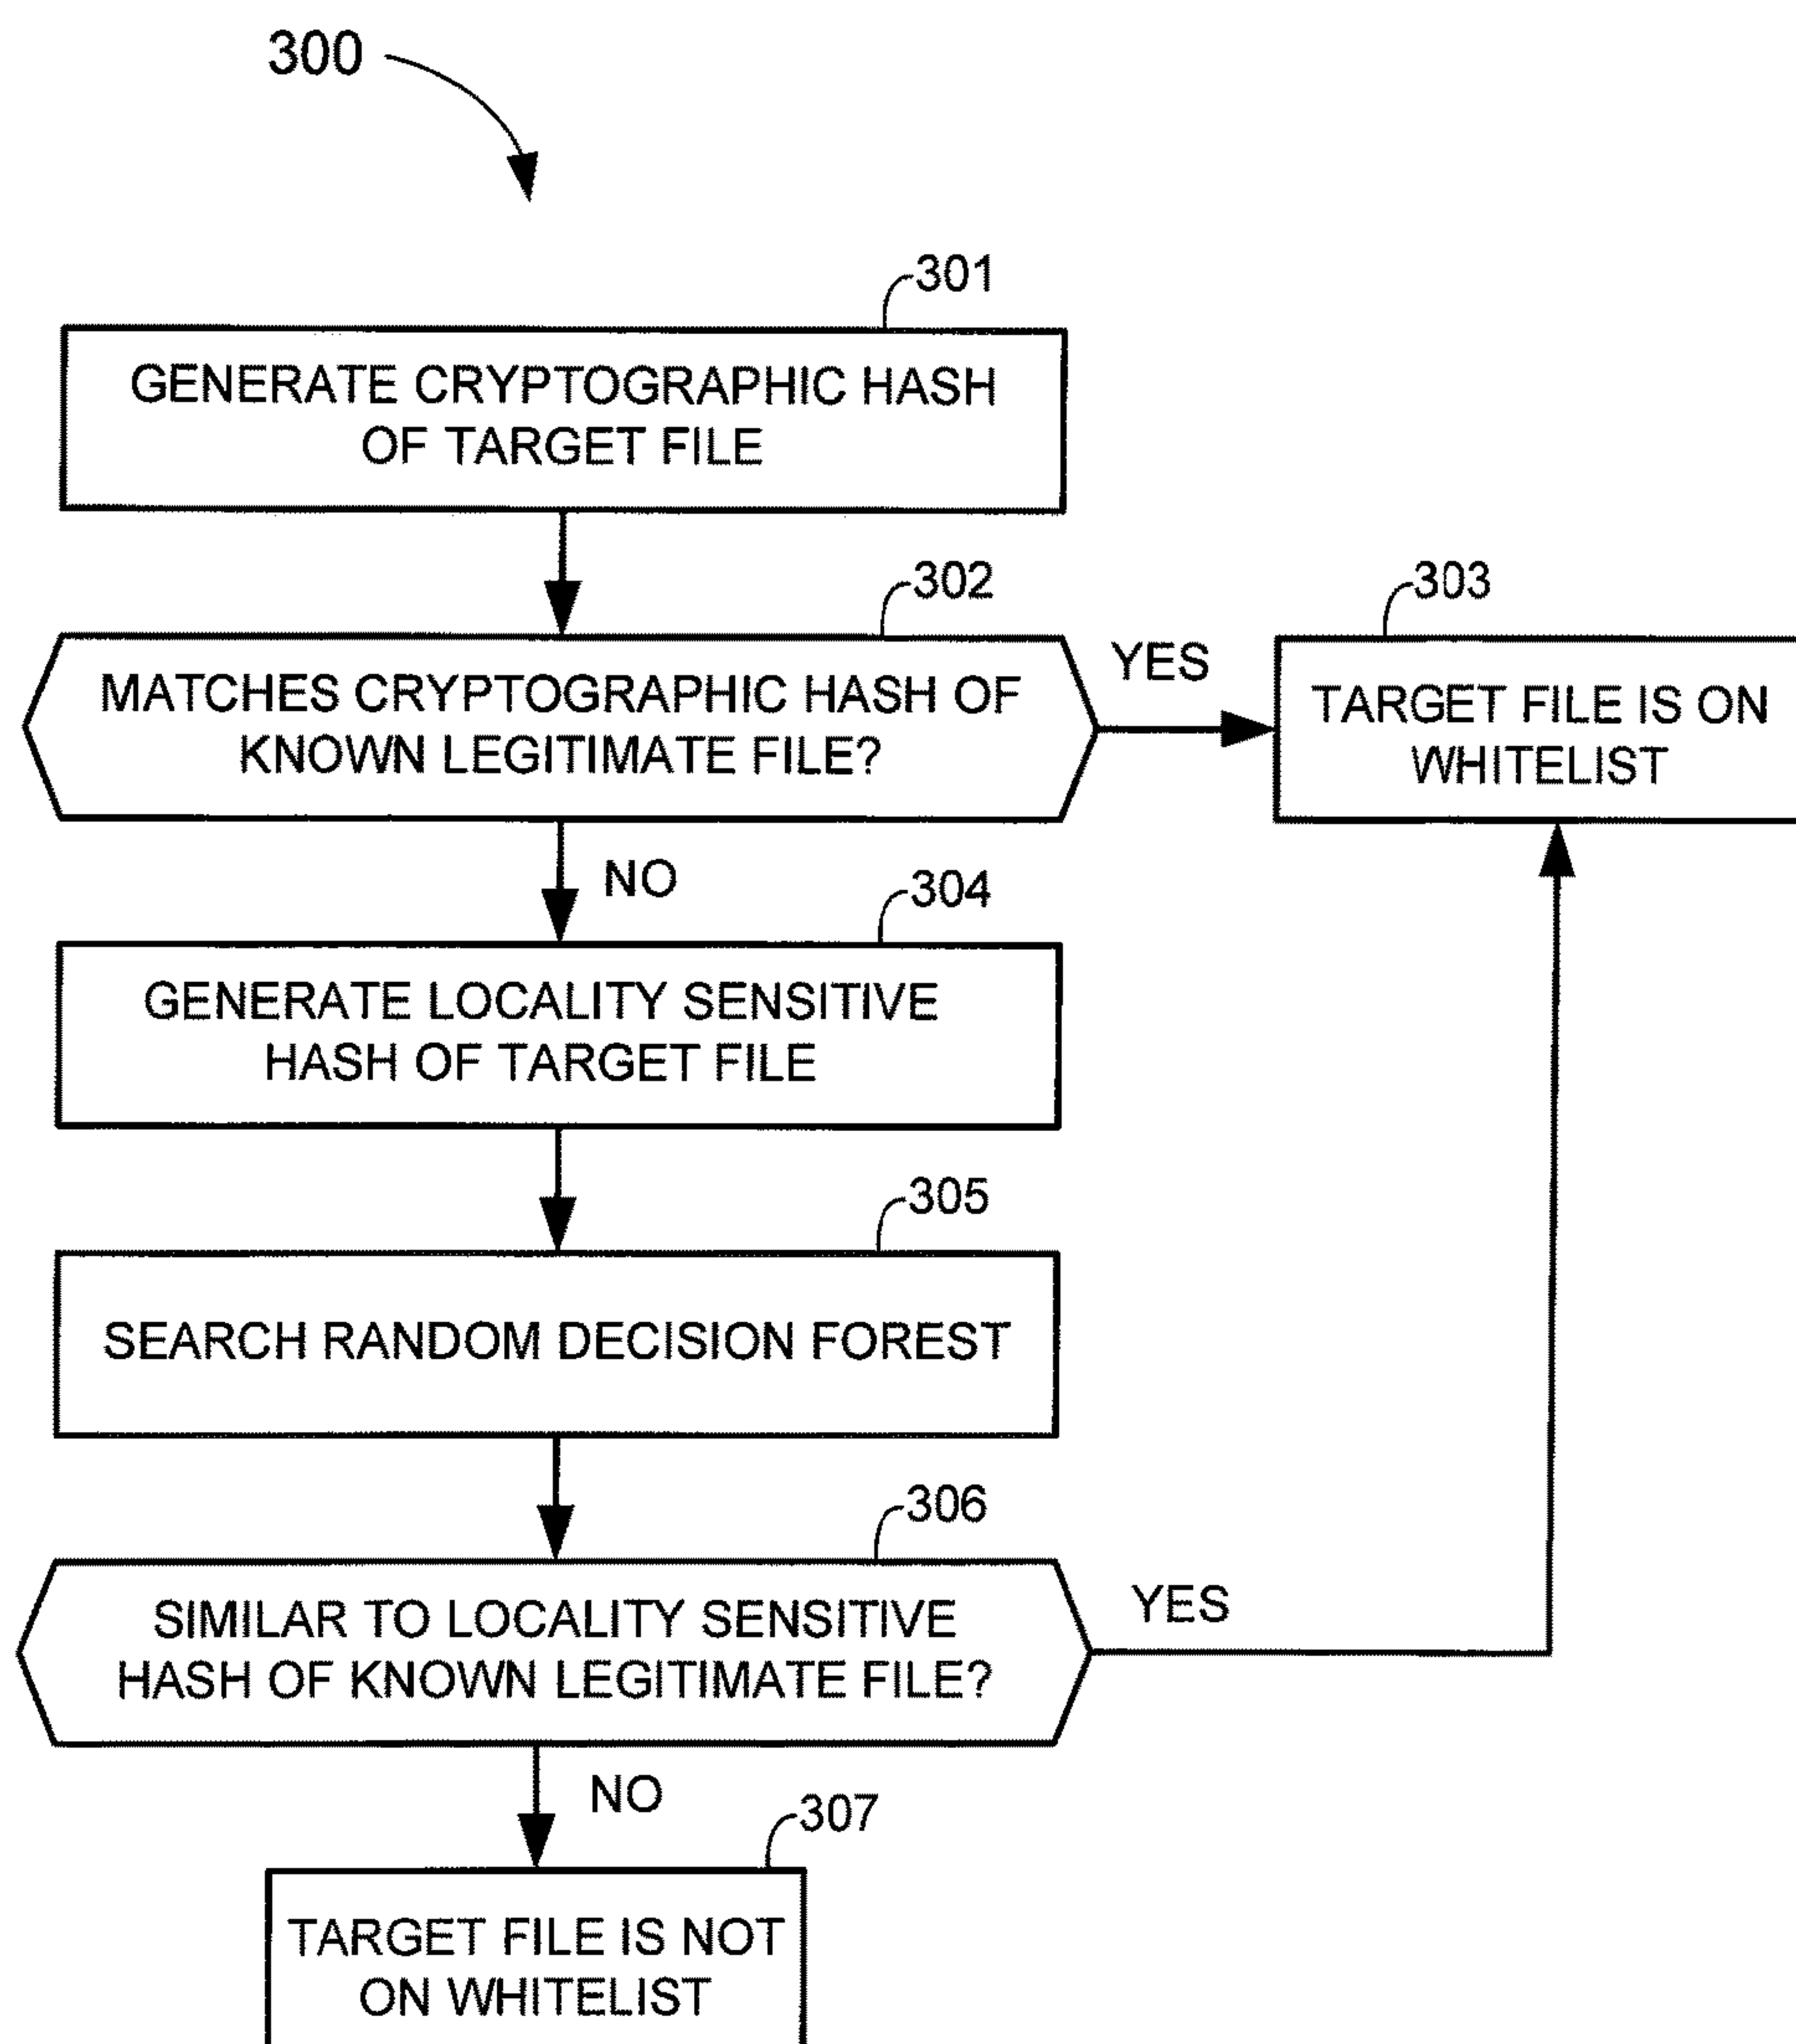 300
301
GENERATE CRYPTOGRAPHIC HASH
OF TARGET FILE
302
MATCHES CRYPTOGRAPHIC HASH OF
KNOWN LEGITIMATE FILE?
YES
303
TARGET FILE IS ON
WHITELIST
NO
304
GENERATE LOCALITY SENSITIVE
HASH OF TARGET FILE
305
SEARCH RANDOM DECISION FOREST
306
SIMILAR TO LOCALITY SENSITIVE
HASH OF KNOWN LEGITIMATE FILE?
YES
NO
307
TARGET FILE IS NOT
ON WHITELIST